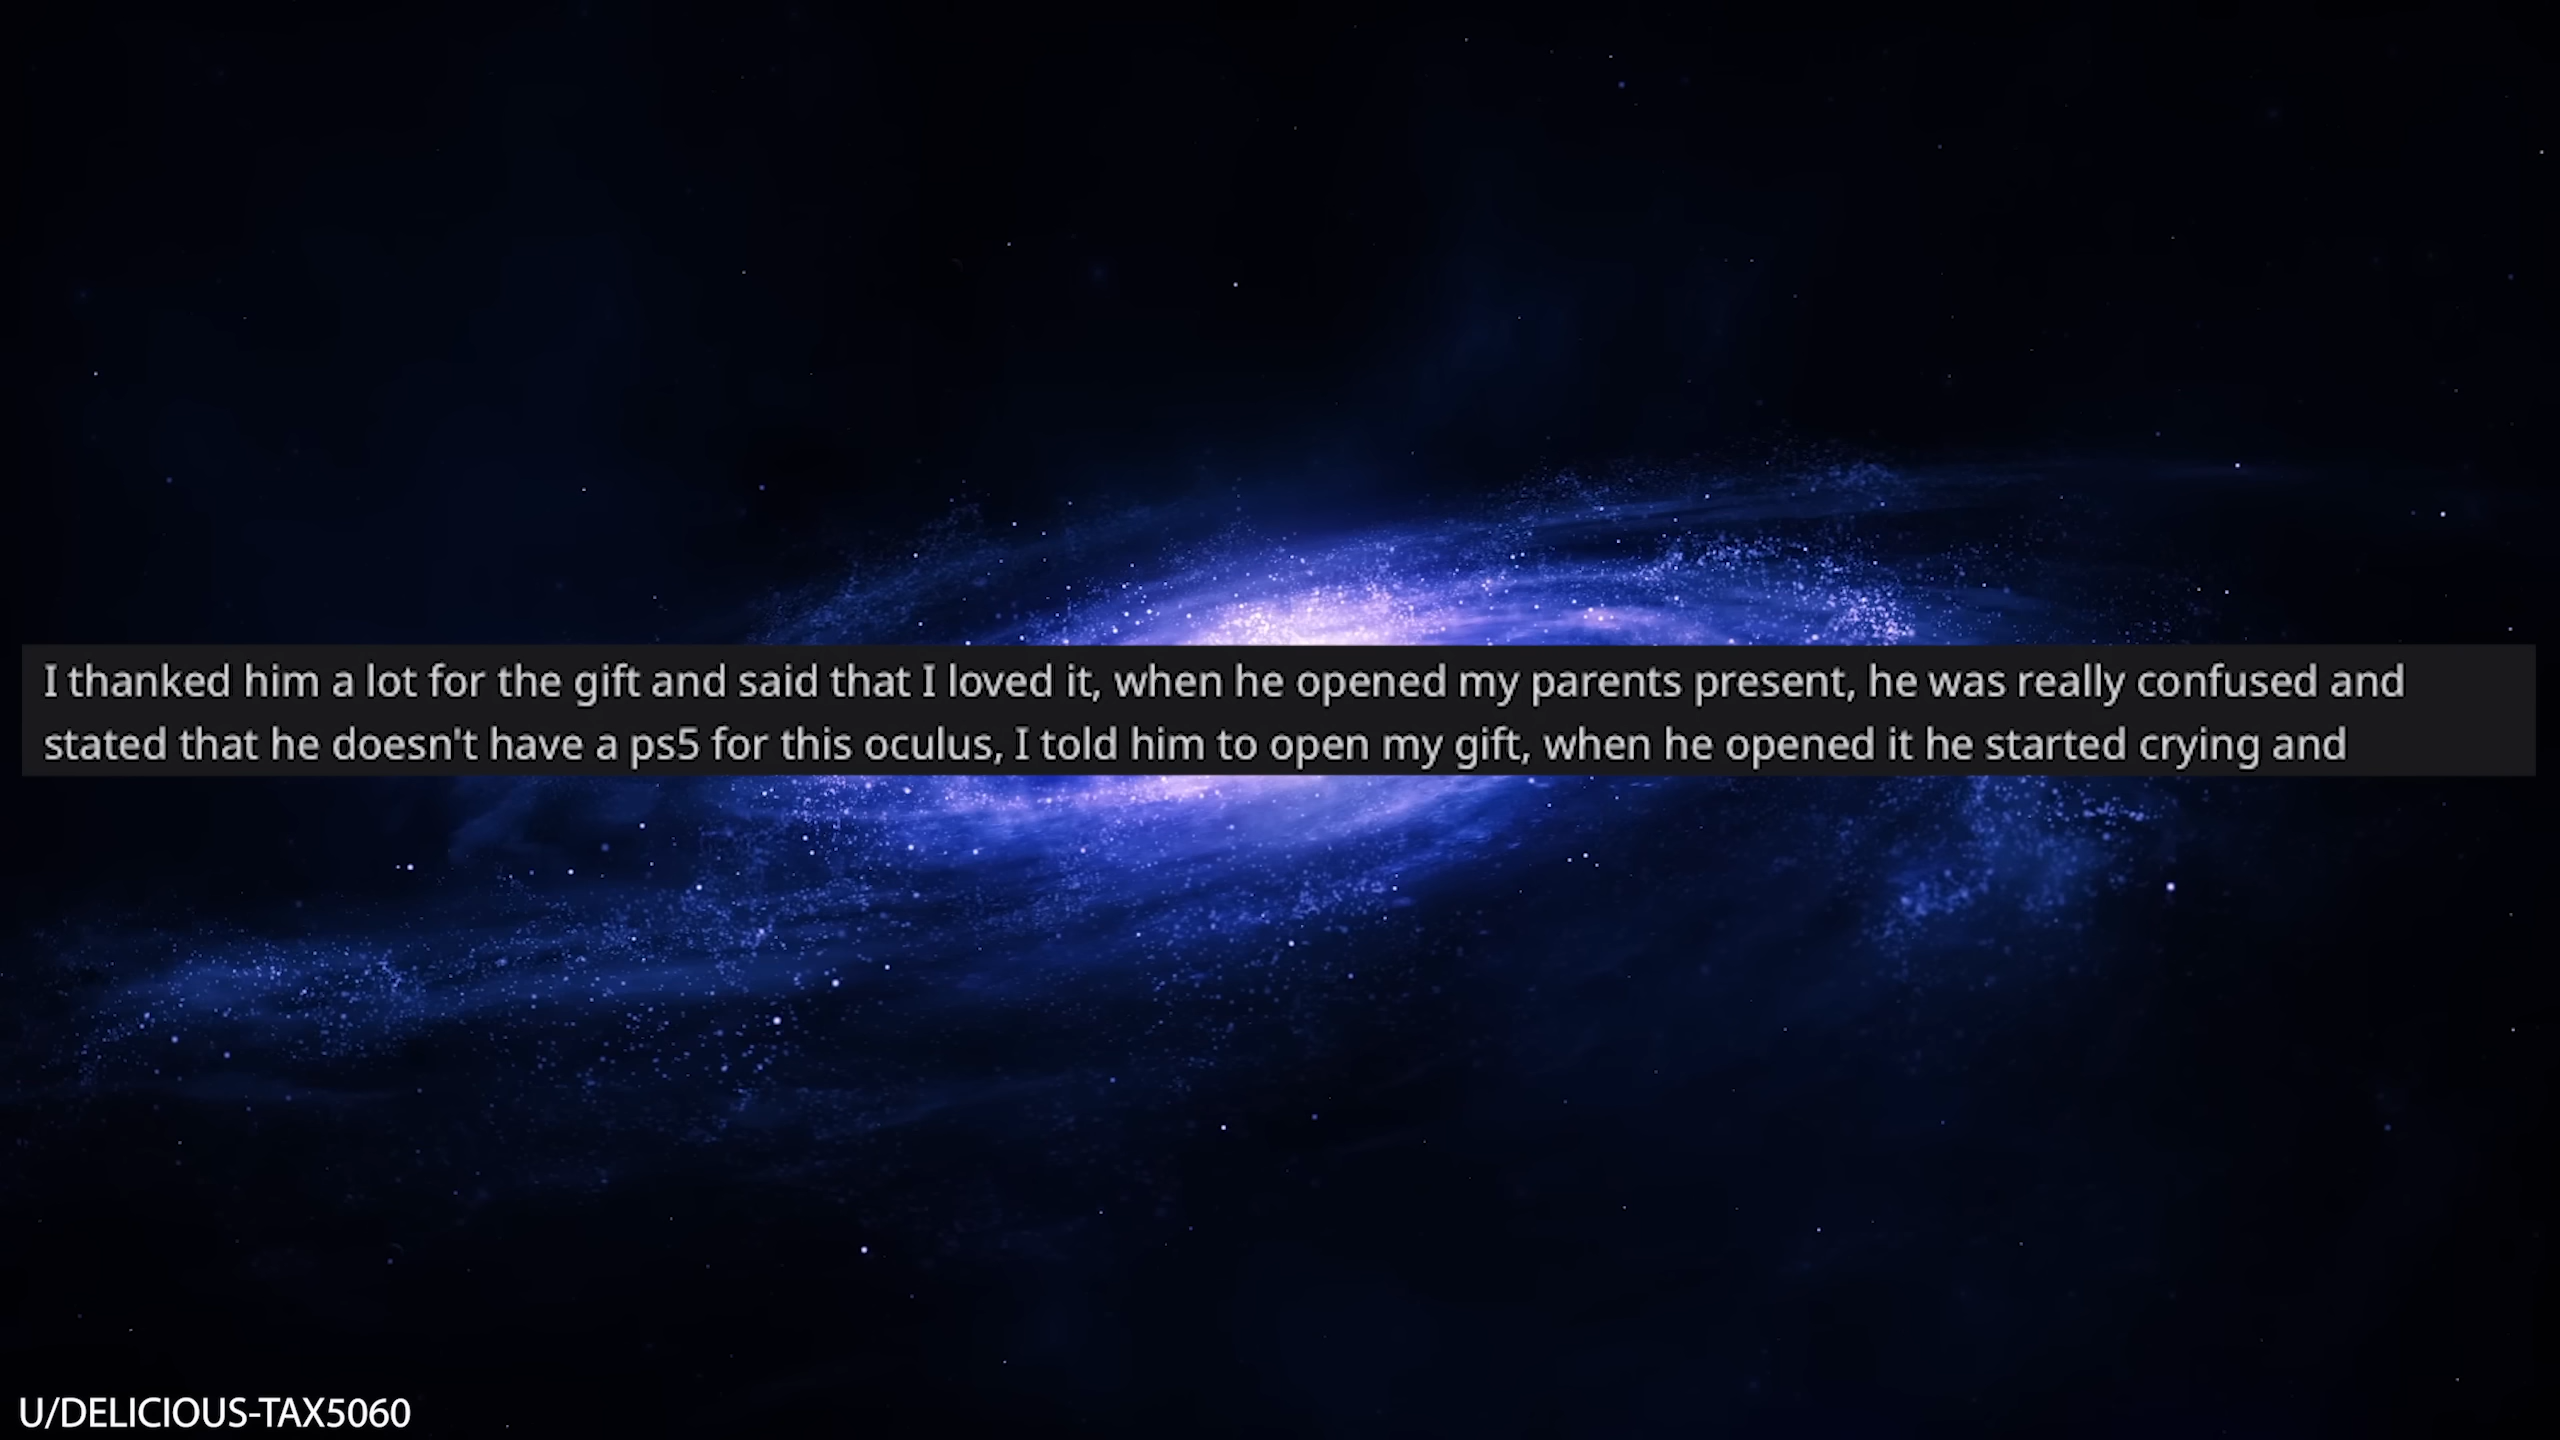 I thanked him a lot for the gift and said that I loved it, when he opened my parents present, he was really confused and
stated that he doesn't have a ps5 for this oculus, I told him to open my gift, when he opened it he started crying and
U/DELICIOUS-TAX5060